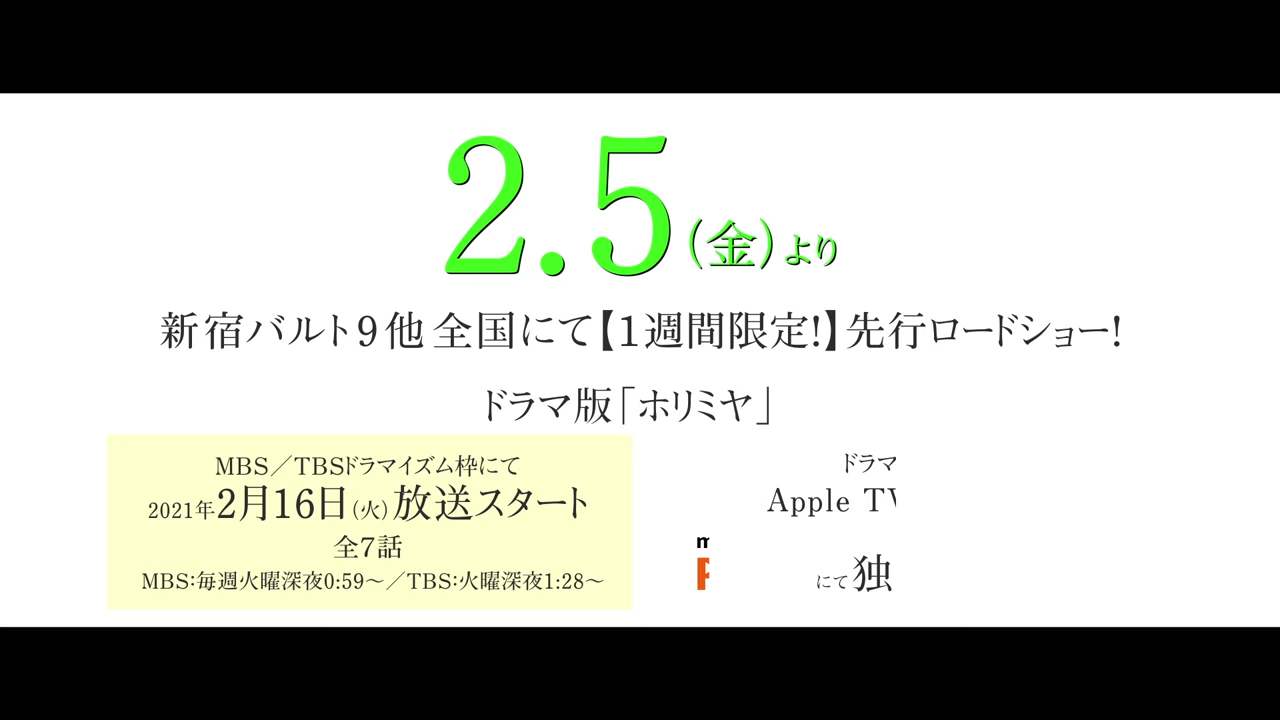 2.5(金)より
新宿バルト9他 全国にて【1週間限定!】先行ロードショー!
ドラマ版「ホリミヤ」
MBS/TBSドラマイズム枠にて
2021年2月16日(火)放送スタート
全7話
MBS:毎週火曜深夜0:59〜/TBS:火曜深夜1:28〜
ドラマ
Apple T
にて独